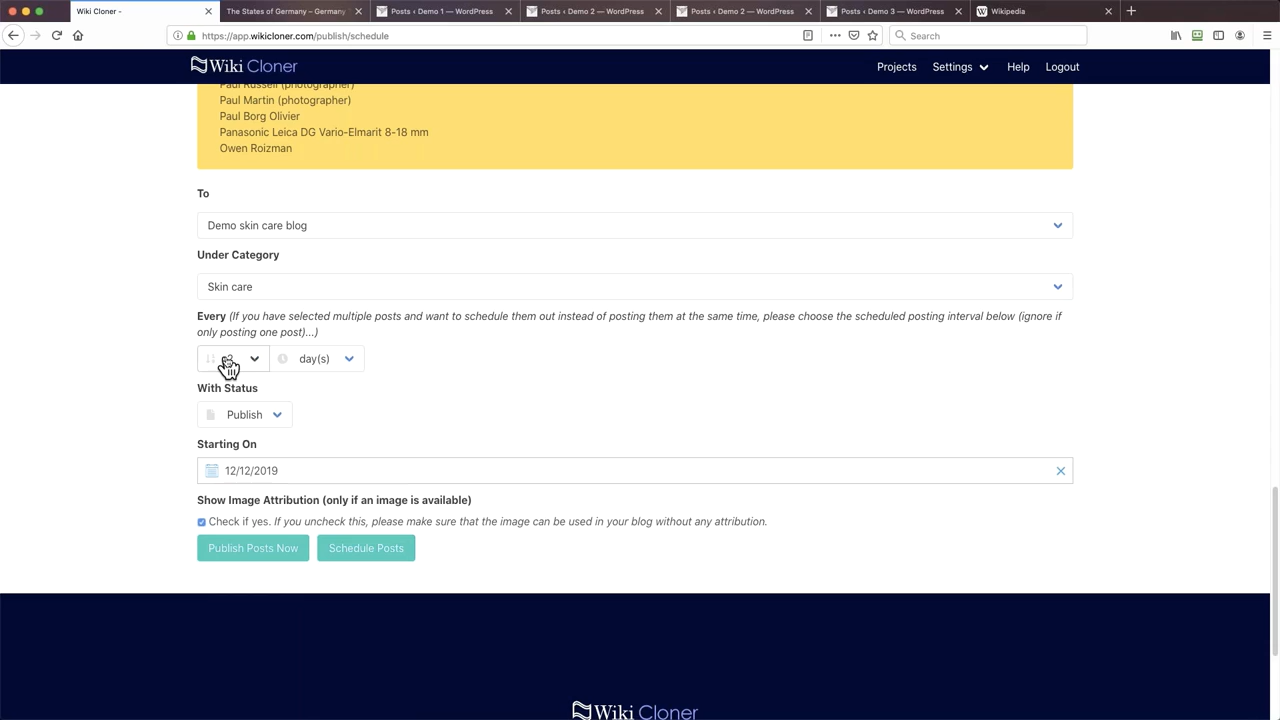 Wiki Cloner -
The States of Germany – Germany
Posts ‹ Demo 1 — WordPress
Posts ‹ Demo 2 — WordPress
Posts ‹ Demo 2 — WordPress
Posts ‹ Demo 3 — WordPress
Wikipedia
https://app.wikicloner.com/publish/schedule
Search
Wiki Cloner
Projects
Settings
Help
Logout
Paul Russell (photographer)
Paul Martin (photographer)
Paul Borg Olivier
Panasonic Leica DG Vario-Elmarit 8-18 mm
Owen Roizman
To
Demo skin care blog
Under Category
Skin care
Every (If you have selected multiple posts and want to schedule them out instead of posting them at the same time, please choose the scheduled posting interval below (ignore if
only posting one post)...)
day(s)
With Status
Publish
Starting On
12/12/2019
Show Image Attribution (only if an image is available)
Check if yes. If you uncheck this, please make sure that the image can be used in your blog without any attribution.
Publish Posts Now
Schedule Posts
Wiki Cloner